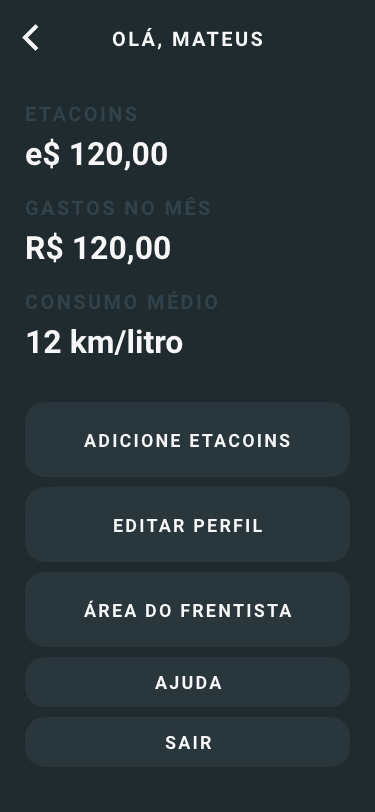 OLÁ, MATEUS
ETACOINS
e$ 120,00
GASTOS NO MÊS
R$ 120,00
CONSUMO MÉDIO
12 km/litro
ADICIONE ETACOINS
EDITAR PERFIL
ÁREA DO FRENTISTA
AJUDA
SAIR